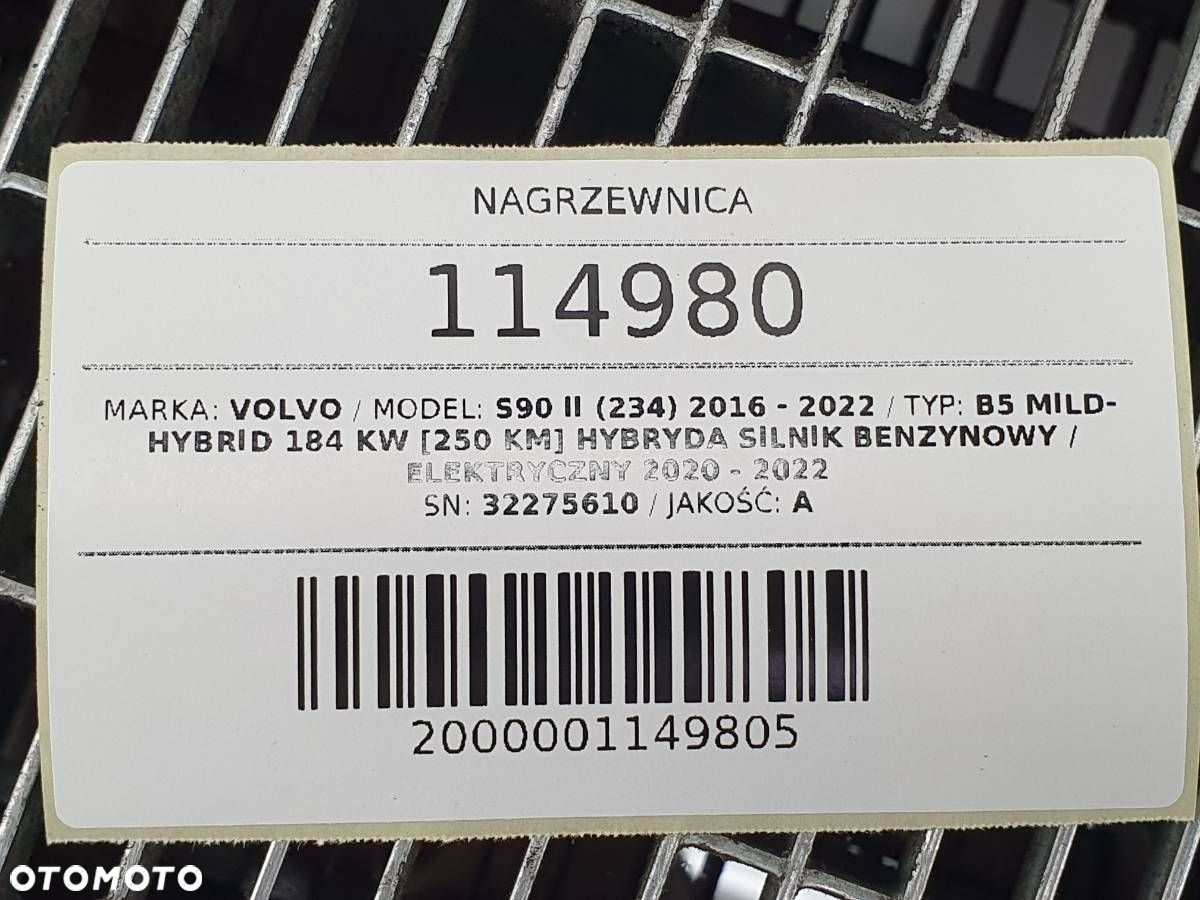 NAGRZEWNICA
114980
MARKA: VOLVO / MODEL: S90 II (234) 2016 - 2022 / TYP: B5 MILD-
HYBRID 184 KW [250 KM] HYBRYDA SILNIK BENZYNOWY /
ELEKTRYCZNY 2020 - 2022
SN: 32275610 / JAKOŚĆ: A
2000001149805
OTOMOTO